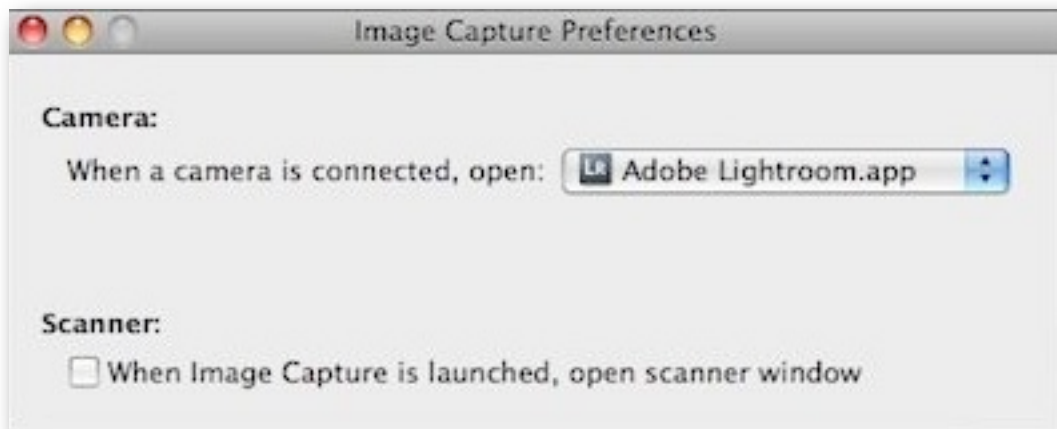 Image Capture Preferences
Camera:
When a camera is connected, open: LR Adobe Lightroom.app
Scanner:
When Image Capture is launched, open scanner window